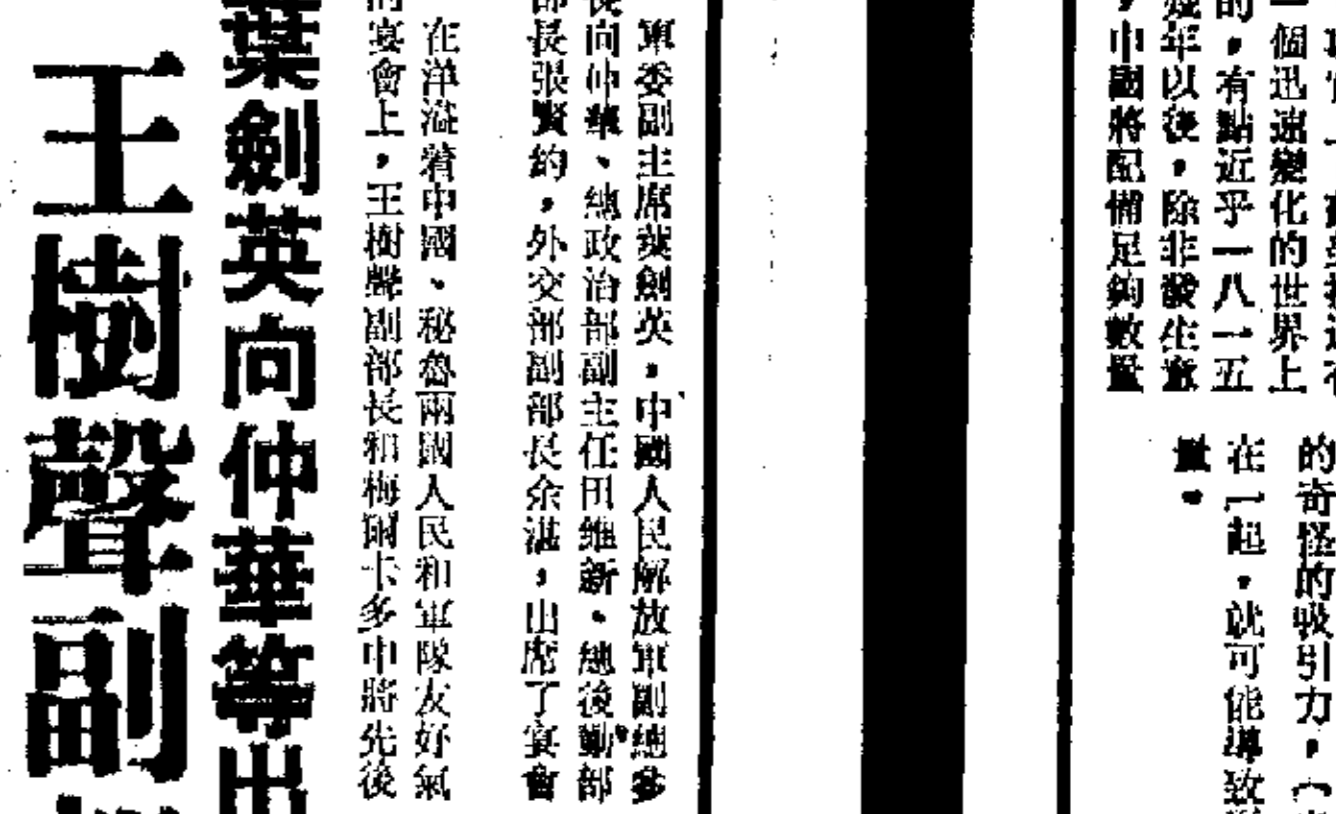 一個迅速變化的世界上
的，有點近乎一八一五
幾年以後，除非發生意
，中國將配備足夠數量
的奇怪的吸引力，（
在一起，就可能導致
量。
軍委副主席葉劍英，中國人民解放軍副總參
長向仲華、總政治部副主任田維新、總後勤部
部長張賢約，外交部副部長余湛，出席了宴會
在洋溢着中國、秘魯兩國人民和軍隊友好氣
的宴會上，王樹聲副部长和梅爾卡多中將先後
葉劍英向仲華等出
王樹聲副